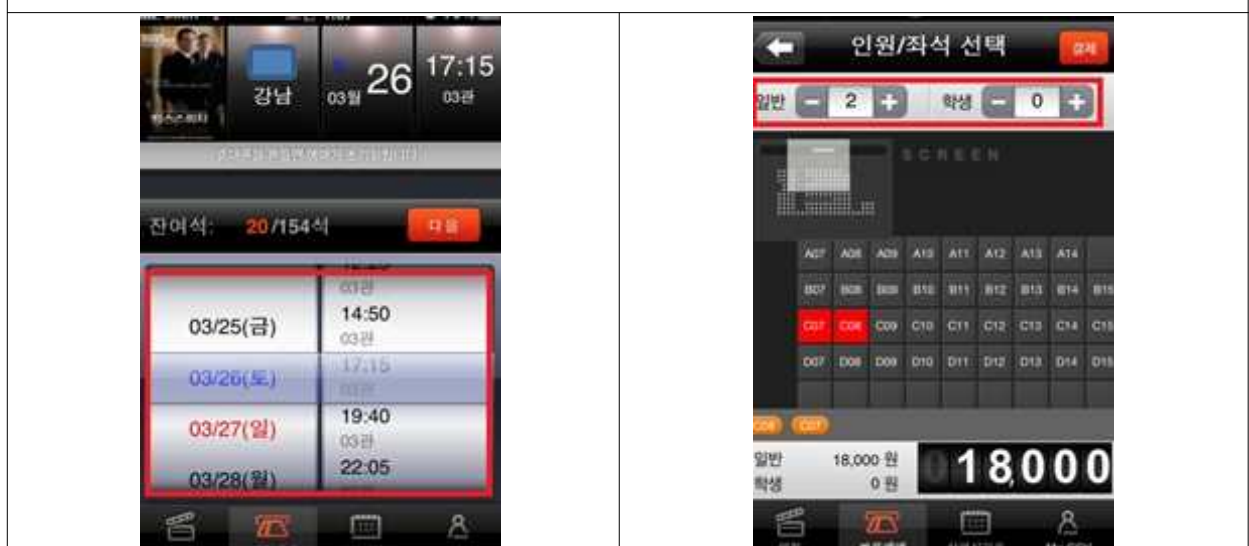 강남
03월 26
17:15
03관
잔여석: 20/154석
다음
03관
03/25(금)
14:50
03관
03/26(토)
17:15
03/27(일)
19:40
03관
03/28(월)
22:05
인원/좌석 선택
결제
일반 - 2 +
학생 - 0 +
SCREEN
A07 A08 A09 A10 A11 A12 A13 A14
B07 B08 B09 B10 B11 B12 B13 B14 B15
C07 C08 C09 C10 C11 C12 C13 C14 C15
D07 D08 D09 D10 D11 D12 D13 D14 D15
C08 C07
일반 18,000 원
학생 0 원
18,000